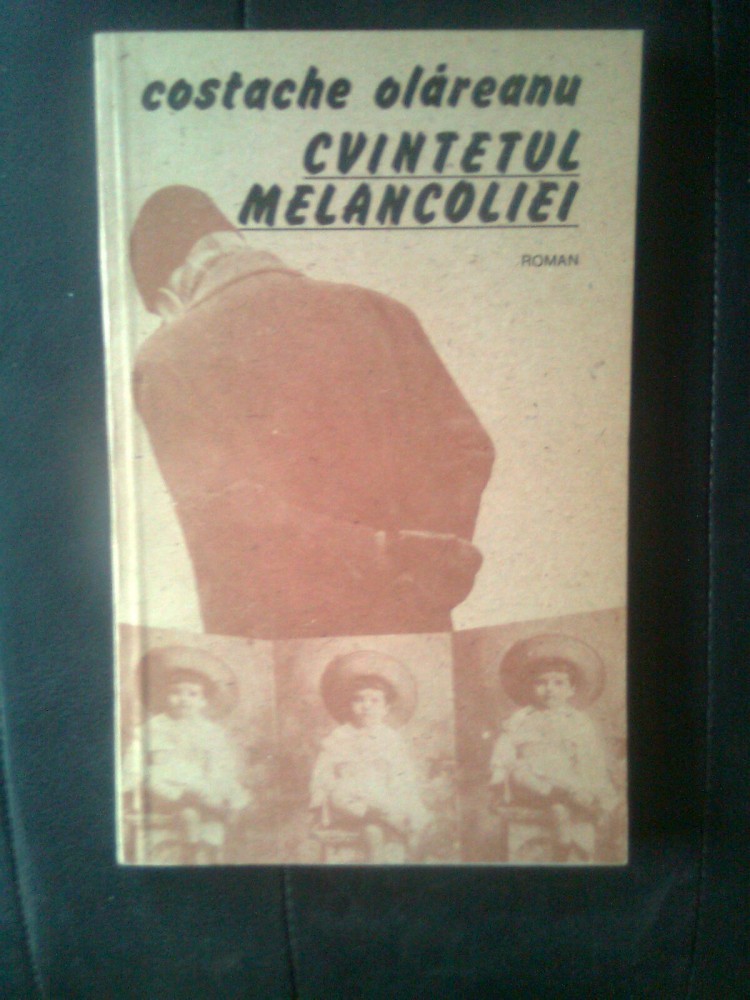 costache olăreanu
CVINTETUL
MELANCOLIEI
ROMAN